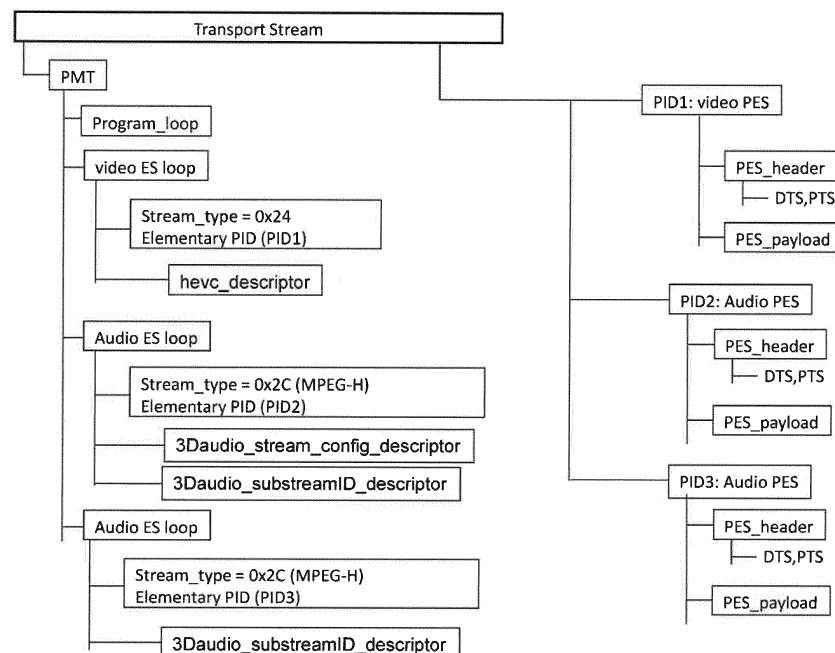 Transport Stream
PMT
Program_loop
video ES loop
Stream_type = 0x24
Elementary PID (PID1)
hevc_descriptor
Audio ES loop
Stream_type = 0x2C (MPEG-H)
Elementary PID (PID2)
3Daudio_stream_config_descriptor
3Daudio_substreamID_descriptor
Audio ES loop
Stream_type = 0x2C (MPEG-H)
Elementary PID (PID3)
3Daudio_substreamID_descriptor
PID1: video PES
PES_header
DTS,PTS
PES_payload
PID2: Audio PES
PES_header
DTS,PTS
PES_payload
PID3: Audio PES
PES_header
DTS,PTS
PES_payload